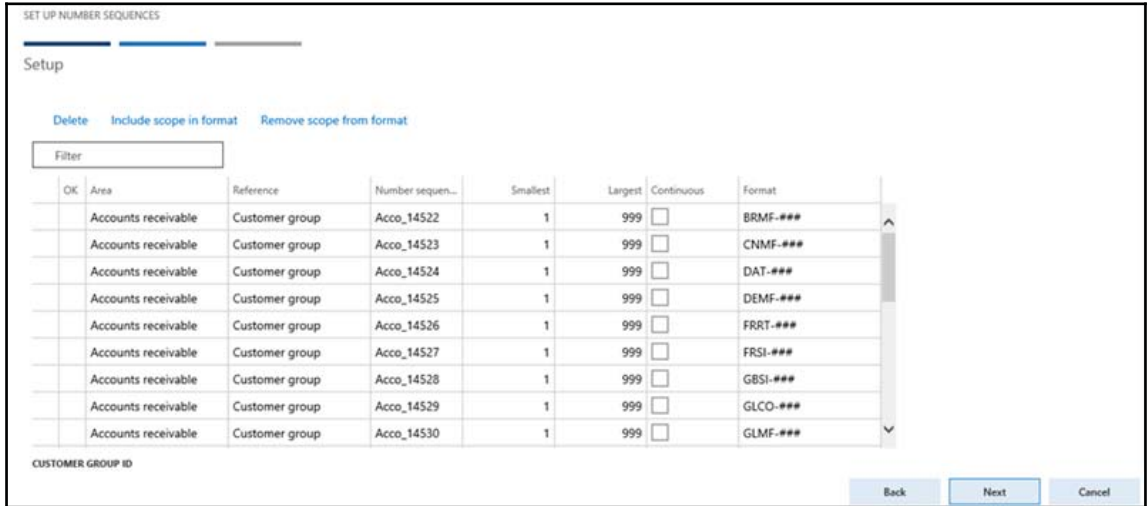 SET UP NUMBER SEQUENCES
Setup
Delete Include scope in format Remove scope from format
Filter
OK Area Reference Number sequen... Smallest Largest Continuous Format
Accounts receivable Customer group Acco_14522 1 999 BRMF-###
Accounts receivable Customer group Acco_14523 1 999 CNMF-###
Accounts receivable Customer group Acco_14524 1 999 DAT-###
Accounts receivable Customer group Acco_14525 1 999 DEMF-###
Accounts receivable Customer group Acco_14526 1 999 FRRT-###
Accounts receivable Customer group Acco_14527 1 999 FRSI-###
Accounts receivable Customer group Acco_14528 1 999 GBSI-###
Accounts receivable Customer group Acco_14529 1 999 GLCO-###
Accounts receivable Customer group Acco_14530 1 999 GLMF-###
CUSTOMER GROUP ID
Back Next Cancel